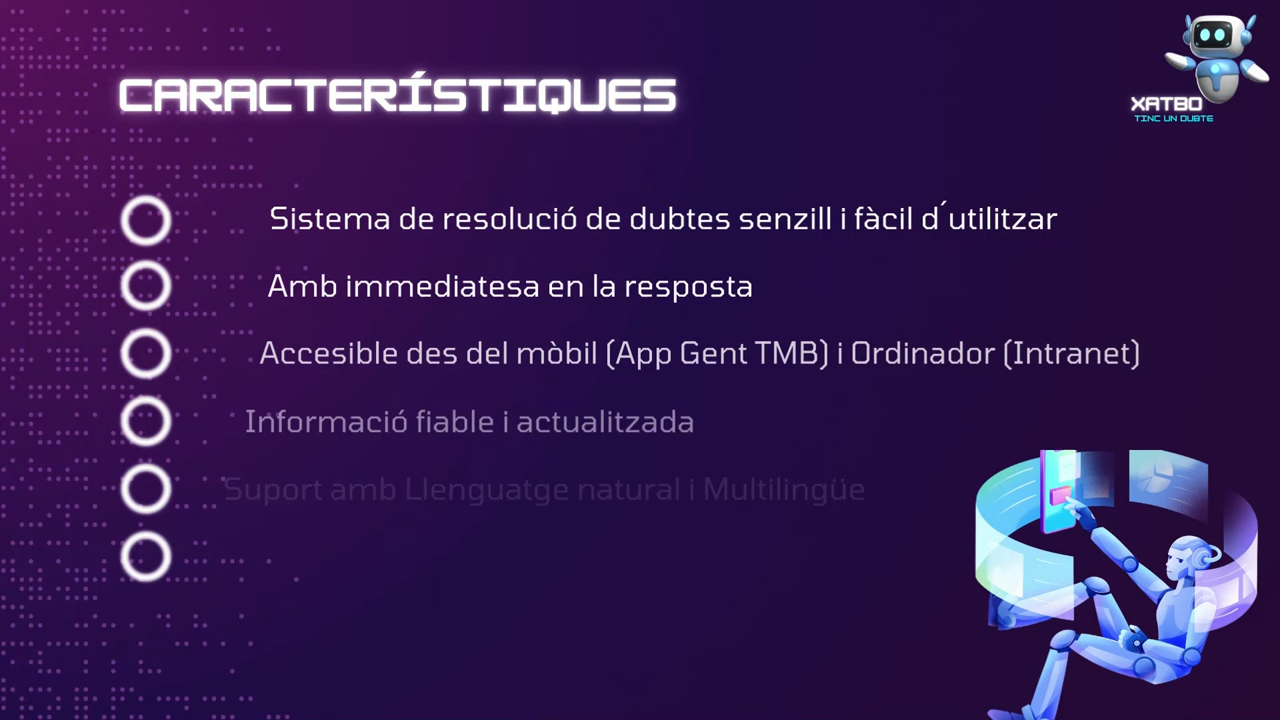 CARACTERÍSTIQUES
XATBO
TINC UN DUBTE
Sistema de resolució de dubtes senzill i fàcil d´utilitzar
Amb immediatesa en la resposta
Accesible des del mòbil (App Gent TMB) i Ordinador (Intranet)
Informació fiable i actualitzada
Suport amb Llenguatge natural i Multilingüe